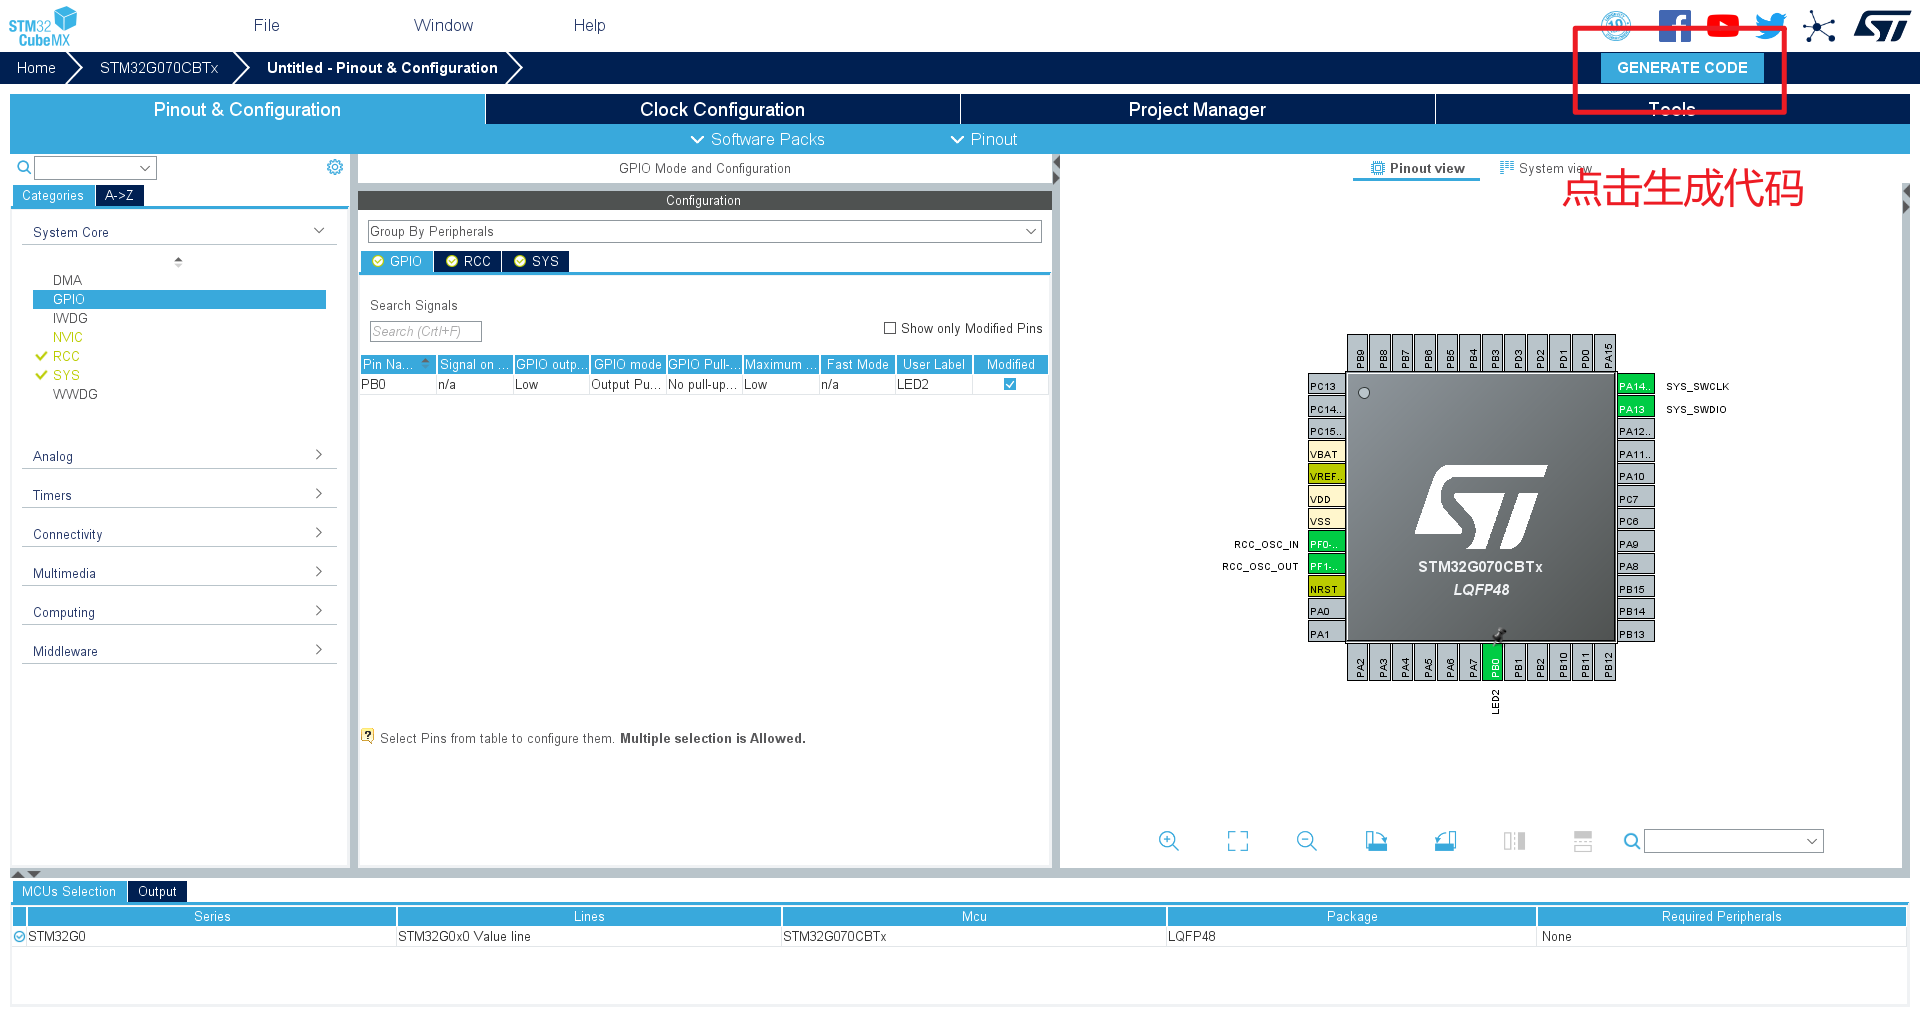 STM32
CubeMX
File
Window
Help
10
Home
STM32G070CBTx
Untitled - Pinout & Configuration
GENERATE CODE
Pinout & Configuration
Clock Configuration
Project Manager
Tools
Software Packs
Pinout
GPIO Mode and Configuration
Pinout view
System view
点击生成代码
Categories
A->Z
Configuration
System Core
Group By Peripherals
GPIO
RCC
SYS
DMA
GPIO
IWDG
NVIC
RCC
SYS
WWDG
Search Signals
Search (Crtl+F)
Show only Modified Pins
Pin Na...
Signal on ...
GPIO outp...
GPIO mode
GPIO Pull-...
Maximum ...
Fast Mode
User Label
Modified
PB0
n/a
Low
Output Pu...
No pull-up...
Low
n/a
LED2
Analog
Timers
Connectivity
Multimedia
Computing
Middleware
Select Pins from table to configure them. Multiple selection is Allowed.
PB9
PB8
PB7
PB6
PB5
PB4
PB3
PD3
PD2
PD1
PD0
PA15
PC13
PC14..
PC15..
VBAT
VREF..
VDD
VSS
RCC_OSC_IN
PF0-..
RCC_OSC_OUT
PF1-..
NRST
PA0
PA1
PA14..
SYS_SWCLK
PA13
SYS_SWDIO
PA12..
PA11..
PA10
PC7
PC6
PA9
PA8
PB15
PB14
PB13
STM32G070CBTx
LQFP48
PA2
PA3
PA4
PA5
PA6
PA7
PB0
PB1
PB2
PB10
PB11
PB12
LED2
MCUs Selection
Output
Series
Lines
Mcu
Package
Required Peripherals
STM32G0
STM32G0x0 Value line
STM32G070CBTx
LQFP48
None